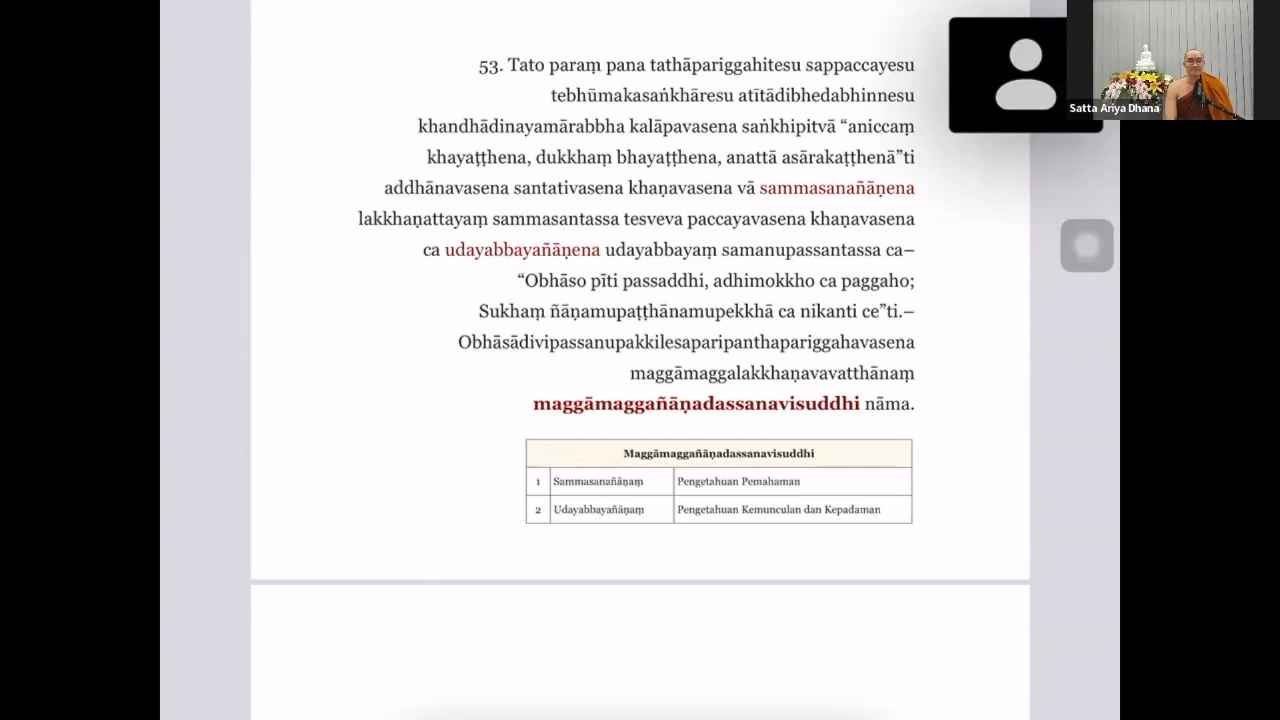 53. Tato paraṃ pana tathāpariggahitesu sappaccayesu
tebhūmakasaṅkhāresu atītādibhedabhinnesu
khandhādinayamārabbha kalāpavasena saṅkhipitvā “aniccaṃ
khayaṭṭhena, dukkhaṃ bhayaṭṭhena, anattā asārakaṭṭhenā”ti
addhānavasena santativasena khaṇavasena vā sammasanañāṇena
lakkhaṇattayaṃ sammasantassa tesveva paccayavasena khaṇavasena
ca udayabbayañāṇena udayabbayaṃ samanupassantassa ca–
“Obhāso pīti passaddhi, adhimokkho ca paggaho;
Sukhaṃ ñāṇamupaṭṭhānamupekkhā ca nikanti ce”ti.–
Obhāsādivipassanupakkilesaparipanthapariggahavasena
maggāmaggalakkhaṇavavatthānaṃ
maggāmaggañāṇadassanavisuddhi nāma.
Maggāmaggañāṇadassanavisuddhi
1 Sammasanañāṇaṃ Pengetahuan Pemahaman
2 Udayabbayañāṇaṃ Pengetahuan Kemunculan dan Kepadaman
Satta Ariya Dhana